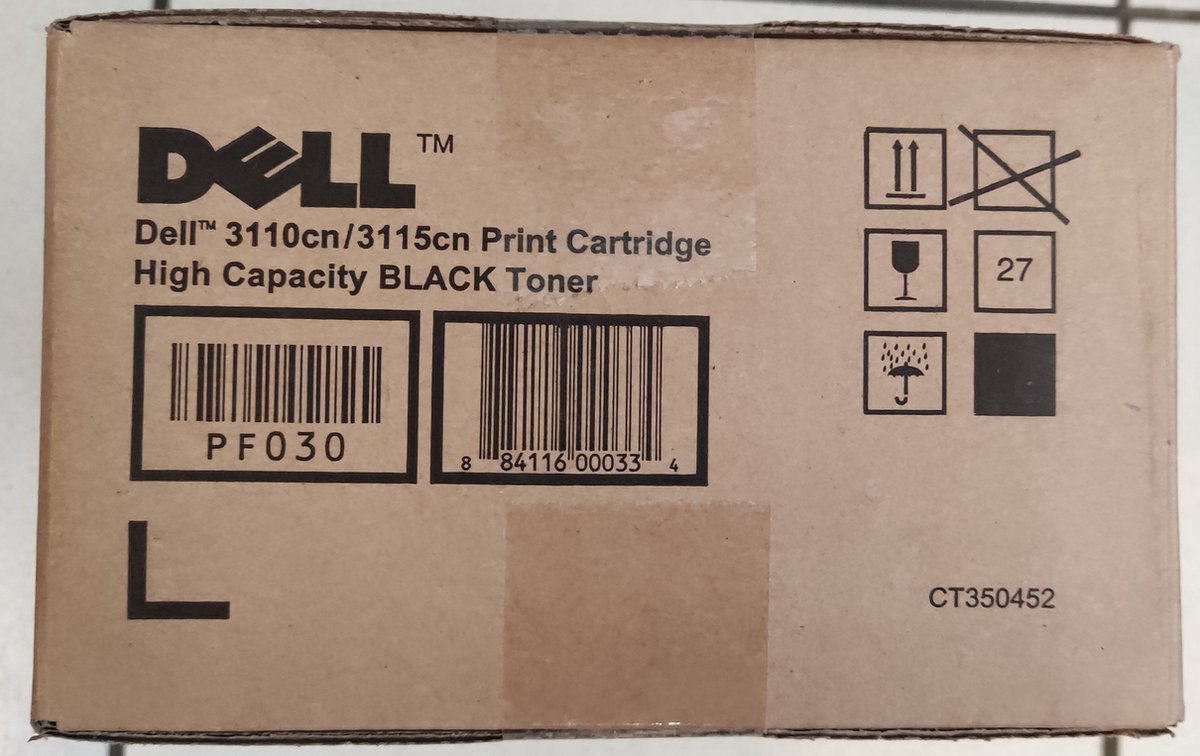 DELL™
Dell™ 3110cn/3115cn Print Cartridge
High Capacity BLACK Toner
PF030
8 84116 00033 4
27
L
CT350452